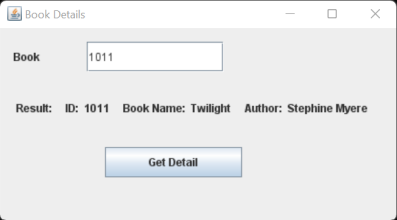 Book Details
Book 1011
Result: ID: 1011 Book Name: Twilight Author: Stephine Myere
Get Detail